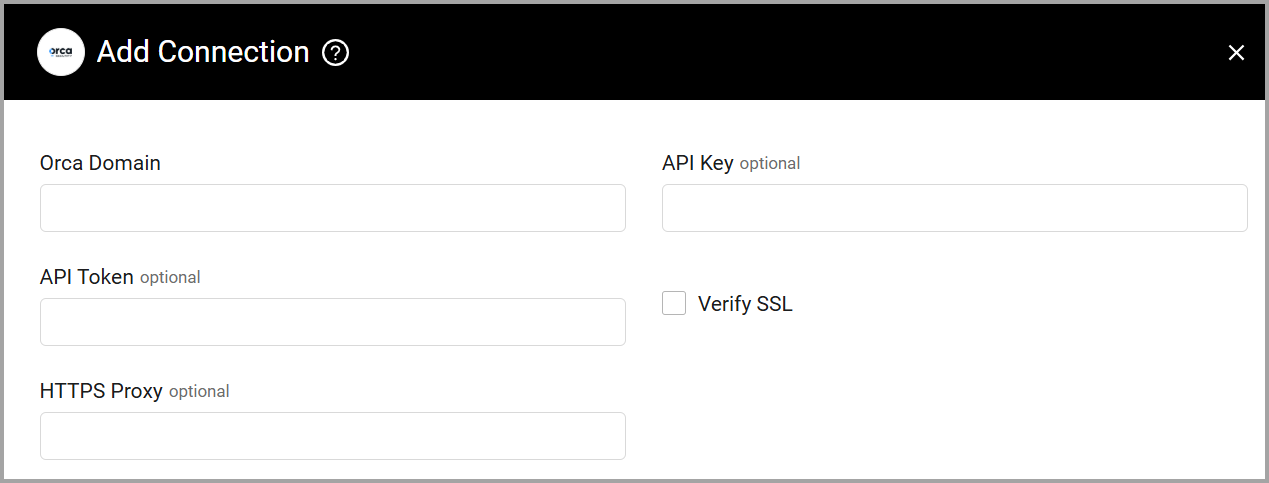 orca
Add Connection ?
Orca Domain
API Key optional
API Token optional
Verify SSL
HTTPS Proxy optional